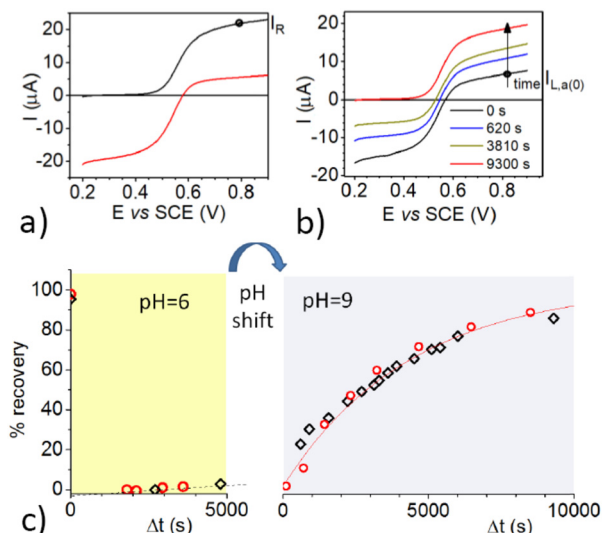 20
10
0
-10
-20
I (µA)
I_R
0.2 0.4 0.6 0.8
E vs SCE (V)
a)
20
10
0
-10
20
I (µA)
time I_L,a(0)
0 s
620 s
3810 s
9300 s
0.2 0.4 0.6 0.8
E vs SCE (V)
b)
100
80
60
40
20
0
% recovery
pH=6
pH
shift
pH=9
0 5000
Δt (s)
0 5000 10000
Δt (s)
c)